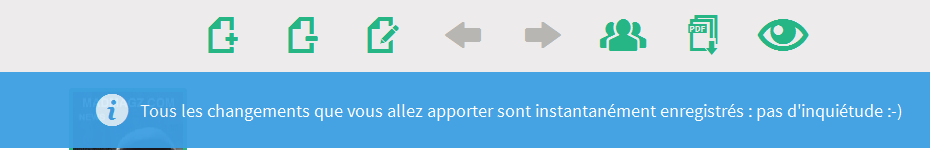 PDF
Tous les changements que vous allez apporter sont instantanément enregistrés : pas d'inquiétude :-)